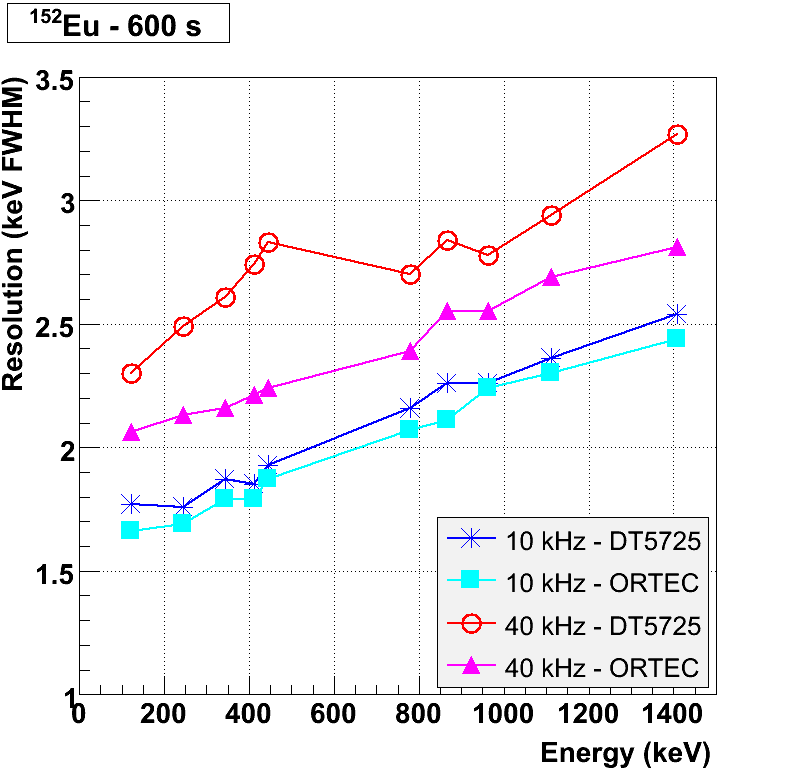 ¹⁵²Eu - 600 s
Resolution (keV FWHM)
3.5
3
2.5
2
1.5
1
0 200 400 600 800 1000 1200 1400
Energy (keV)
10 kHz - DT5725
10 kHz - ORTEC
40 kHz - DT5725
40 kHz - ORTEC